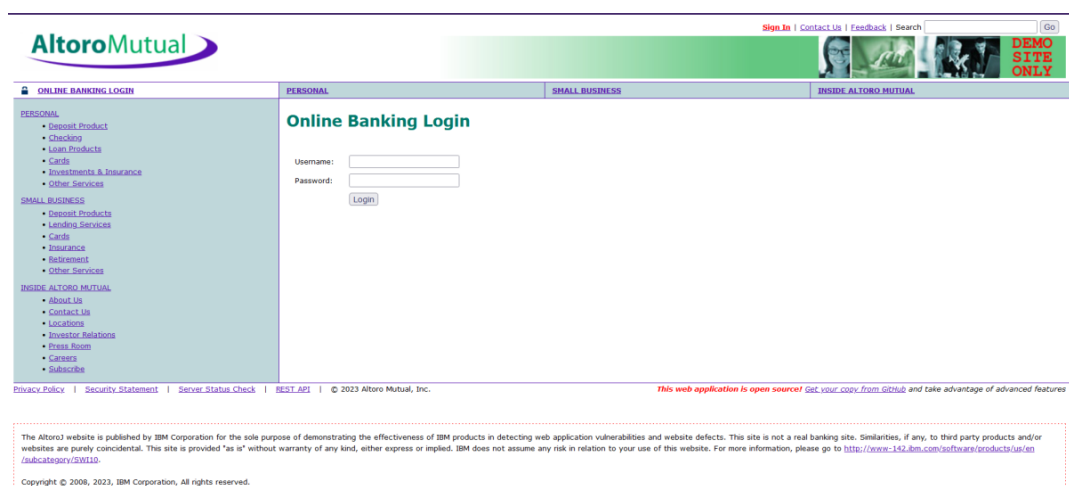 Sign In | Contact Us | Feedback | Search Go
AltoroMutual
DEMO
SITE
ONLY
ONLINE BANKING LOGIN
PERSONAL
SMALL BUSINESS
INSIDE ALTORO MUTUAL
PERSONAL
• Deposit Product
• Checking
• Loan Products
• Cards
• Investments & Insurance
• Other Services
SMALL BUSINESS
• Deposit Products
• Lending Services
• Cards
• Insurance
• Retirement
• Other Services
INSIDE ALTORO MUTUAL
• About Us
• Contact Us
• Locations
• Investor Relations
• Press Room
• Careers
• Subscribe
Online Banking Login
Username:
Password:
Login
Privacy Policy | Security Statement | Server Status Check | REST API | © 2023 Altoro Mutual, Inc.
This web application is open source! Get your copy from GitHub and take advantage of advanced features
The AltoroJ website is published by IBM Corporation for the sole purpose of demonstrating the effectiveness of IBM products in detecting web application vulnerabilities and website defects. This site is not a real banking site. Similarities, if any, to third party products and/or
websites are purely coincidental. This site is provided "as is" without warranty of any kind, either express or implied. IBM does not assume any risk in relation to your use of this website. For more information, please go to http://www-142.ibm.com/software/products/us/en
/subcategory/SWI10.
Copyright © 2008, 2023, IBM Corporation, All rights reserved.